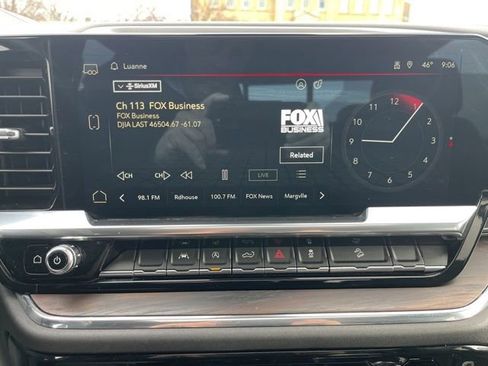 Luanne
46° 9:06
SiriusXM
Ch 113 FOX Business
FOX Business
DJIA LAST 46504.67 -61.07
FOX
BUSINESS
Related
CH CH
LIVE
98.1 FM Rdhouse 100.7 FM FOX News Margvlle
12
1
2
3
4
5
6
7
8
9
10
11